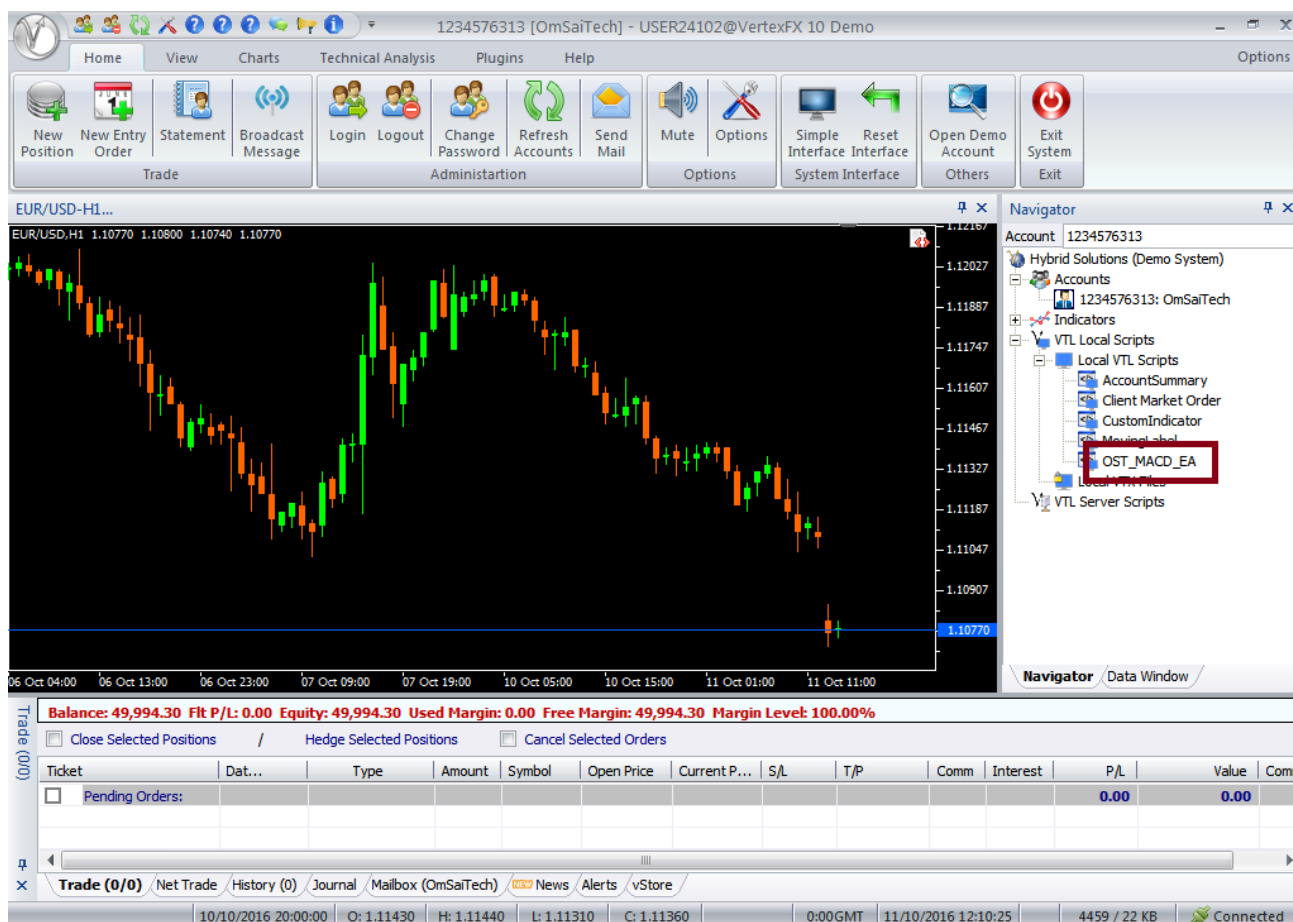 1234576313 [OmSaiTech] - USER24102@VertexFX 10 Demo
Home View Charts Technical Analysis Plugins Help Options
New Position
New Entry Order
Statement
Broadcast Message
Trade
Login
Logout
Change Password
Refresh Accounts
Send Mail
Administartion
Mute
Options
Options
Simple Interface
Reset Interface
System Interface
Open Demo Account
Others
Exit System
Exit
EUR/USD-H1...
EUR/USD,H1 1.10770 1.10800 1.10740 1.10770
1.12167
1.12027
1.11887
1.11747
1.11607
1.11467
1.11327
1.11187
1.11047
1.10907
1.10770
06 Oct 04:00 06 Oct 13:00 06 Oct 23:00 07 Oct 09:00 07 Oct 19:00 10 Oct 05:00 10 Oct 15:00 11 Oct 01:00 11 Oct 11:00
Navigator
Account 1234576313
Hybrid Solutions (Demo System)
Accounts
1234576313: OmSaiTech
Indicators
VTL Local Scripts
Local VTL Scripts
AccountSummary
Client Market Order
CustomIndicator
MovingLabel
OST_MACD_EA
Local VTX Files
VTL Server Scripts
Navigator Data Window
Trade (0/0)
Balance: 49,994.30 Flt P/L: 0.00 Equity: 49,994.30 Used Margin: 0.00 Free Margin: 49,994.30 Margin Level: 100.00%
Close Selected Positions / Hedge Selected Positions Cancel Selected Orders
Ticket Dat... Type Amount Symbol Open Price Current P... S/L T/P Comm Interest P/L Value Com
Pending Orders: 0.00 0.00
Trade (0/0) Net Trade History (0) Journal Mailbox (OmSaiTech) NEW News Alerts vStore
10/10/2016 20:00:00 O: 1.11430 H: 1.11440 L: 1.11310 C: 1.11360 0:00GMT 11/10/2016 12:10:25 4459 / 22 KB Connected